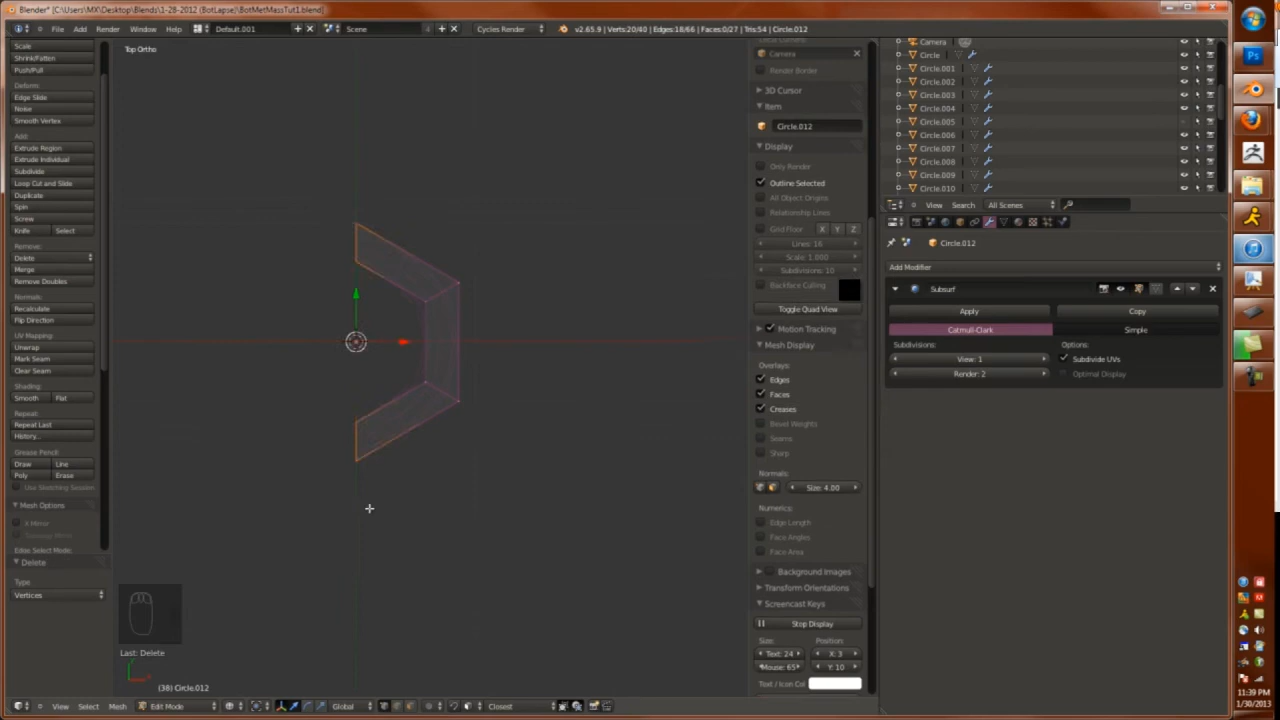 Blender* [C:\Users\MX\Desktop\Blends\1-28-2012 (BotLapse)\BotMetMassTut1.blend]
File Add Render Window Help Default.001 Scene Cycles Render v2.65.9 | Verts:20/40 | Edges:18/66 | Faces:0/27 | Tris:54 | Circle.012
Scale
Shrink/Fatten
Push/Pull
Deform:
Edge Slide
Noise
Smooth Vertex
Add:
Extrude Region
Extrude Individual
Subdivide
Loop Cut and Slide
Duplicate
Spin
Screw
Knife Select
Remove:
Delete
Merge
Remove Doubles
Normals:
Recalculate
Flip Direction
UV Mapping:
Unwrap
Mark Seam
Clear Seam
Shading:
Smooth Flat
Repeat:
Repeat Last
History...
Grease Pencil:
Draw Line
Poly Erase
Use Sketching Session
Mesh Options
X Mirror
Topology Mirror
Edge Select Mode:
Delete
Type:
Vertices
Top Ortho
Last: Delete
(38) Circle.012
View Select Mesh Edit Mode Global Closest
Camera
Render Border
3D Cursor
Item
Circle.012
Display
Only Render
Outline Selected
All Object Origins
Relationship Lines
Grid Floor X Y Z
Lines: 16
Scale: 1.000
Subdivisions: 10
Backface Culling
Toggle Quad View
Motion Tracking
Mesh Display
Overlays:
Edges
Faces
Creases
Bevel Weights
Seams
Sharp
Normals:
Size: 4.00
Numerics:
Edge Length
Face Angles
Face Area
Background Images
Transform Orientations
Screencast Keys
Stop Display
Size: Position:
Text: 24 X: 3
Mouse: 65 Y: 10
Text / Icon Col
Camera
Circle
Circle.001
Circle.002
Circle.003
Circle.004
Circle.005
Circle.006
Circle.007
Circle.008
Circle.009
Circle.010
View Search All Scenes
Circle.012
Add Modifier
Subsurf
Apply Copy
Catmull-Clark Simple
Subdivisions: Options:
View: 1 Subdivide UVs
Render: 2 Optimal Display
Ps
11:39 PM
1/30/2013